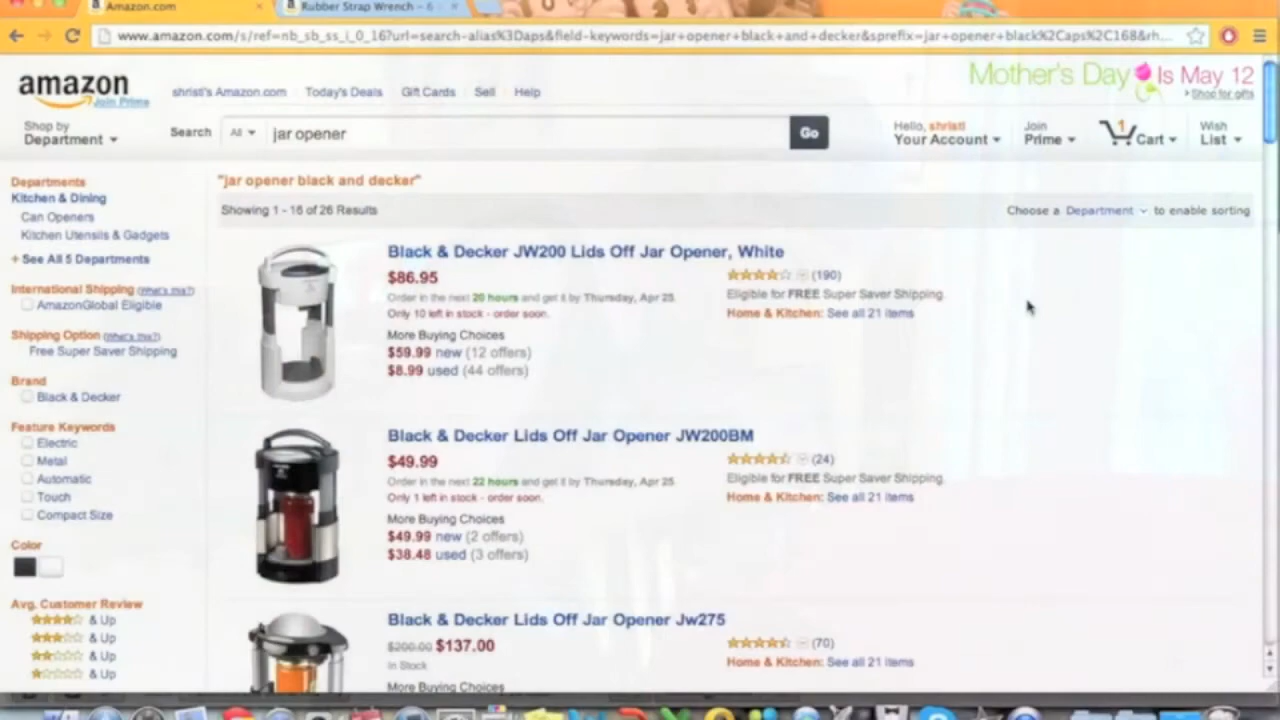 Amazon.com
Rubber Strap Wrench – 6
www.amazon.com/s/ref=nb_sb_ss_i_0_16?url=search-alias%3Daps&field-keywords=jar+opener+black+and+decker&sprefix=jar+opener+black%2Caps%2C168&rh...
amazon
Join Prime
christi's Amazon.com
Today's Deals
Gift Cards
Sell
Help
Mother's Day Is May 12
Shop for gifts
Shop by
Department
Search
All
jar opener
Go
Hello, christi
Your Account
Join
Prime
1
Cart
Wish
List
Departments
Kitchen & Dining
Can Openers
Kitchen Utensils & Gadgets
+ See All 5 Departments
International Shipping (What's this?)
AmazonGlobal Eligible
Shipping Option (What's this?)
Free Super Saver Shipping
Brand
Black & Decker
Feature Keywords
Electric
Metal
Automatic
Touch
Compact Size
Color
Avg. Customer Review
& Up
& Up
& Up
& Up
"jar opener black and decker"
Showing 1 - 16 of 26 Results
Choose a Department to enable sorting
Black & Decker JW200 Lids Off Jar Opener, White
$86.95
Order in the next 20 hours and get it by Thursday, Apr 25.
Only 10 left in stock - order soon.
More Buying Choices
$59.99 new (12 offers)
$8.99 used (44 offers)
(190)
Eligible for FREE Super Saver Shipping.
Home & Kitchen: See all 21 items
Black & Decker Lids Off Jar Opener JW200BM
$49.99
Order in the next 22 hours and get it by Thursday, Apr 25.
Only 1 left in stock - order soon.
More Buying Choices
$49.99 new (2 offers)
$38.48 used (3 offers)
(24)
Eligible for FREE Super Saver Shipping.
Home & Kitchen: See all 21 items
Black & Decker Lids Off Jar Opener Jw275
$200.00 $137.00
In Stock
More Buying Choices
(70)
Home & Kitchen: See all 21 items